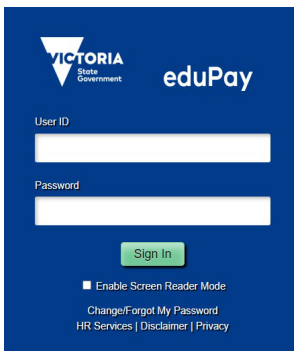 VICTORIA
State
Government
eduPay
User ID
Password
Sign In
Enable Screen Reader Mode
Change/Forgot My Password
HR Services | Disclaimer | Privacy